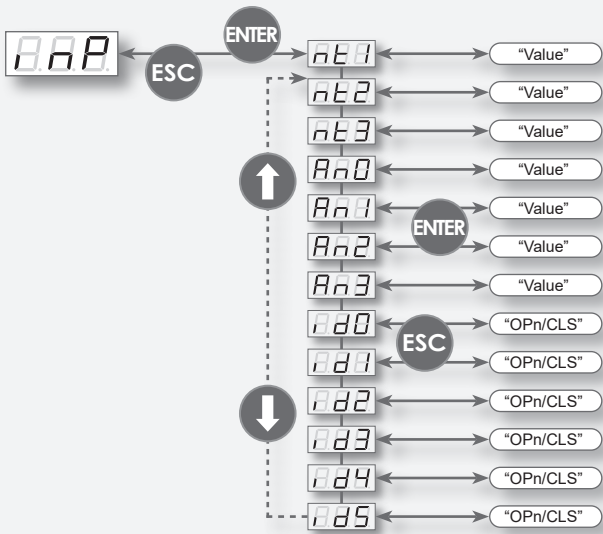 inP
ENTER
ESC
nt1 "Value"
nt2 "Value"
nt3 "Value"
An0 "Value"
An1 "Value"
ENTER
An2 "Value"
An3 "Value"
id0 "OPn/CLS"
ESC
id1 "OPn/CLS"
id2 "OPn/CLS"
id3 "OPn/CLS"
id4 "OPn/CLS"
id5 "OPn/CLS"